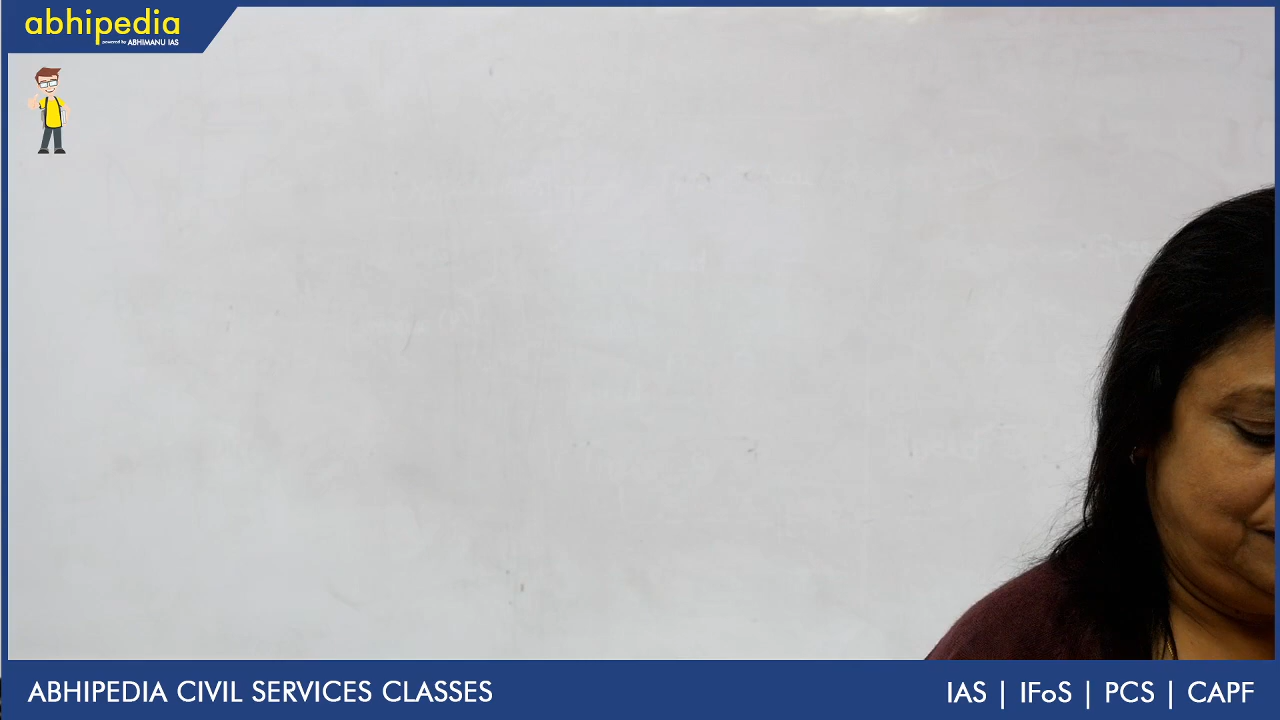 abhipedia
powered by ABHIMANU IAS
ABHIPEDIA CIVIL SERVICES CLASSES
IAS | IFoS | PCS | CAPF